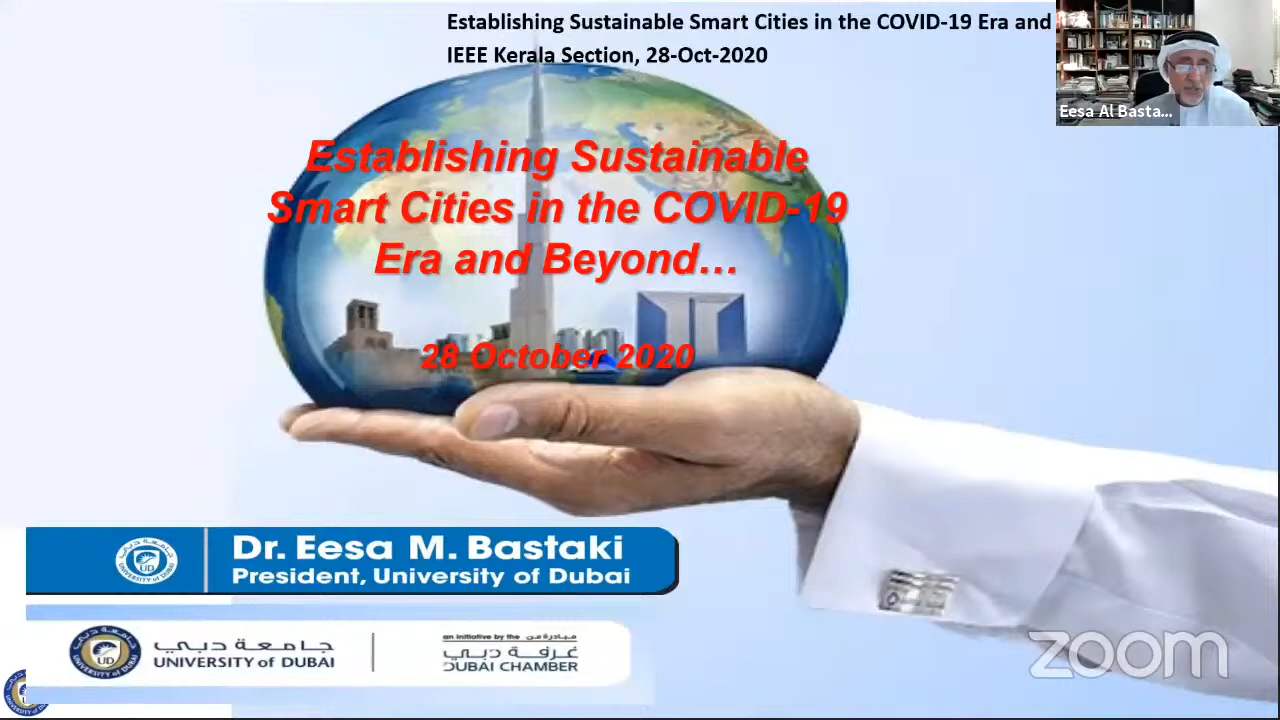 Establishing Sustainable Smart Cities in the COVID-19 Era and
IEEE Kerala Section, 28-Oct-2020
Eesa Al Basta...
Establishing Sustainable
Smart Cities in the COVID-19
Era and Beyond...
28 October 2020
Dr. Eesa M. Bastaki
President, University of Dubai
UD
جامعة دبي
UNIVERSITY of DUBAI
an initiative by the مبادرة من
غرفة دبي
DUBAI CHAMBER
UD
zoom